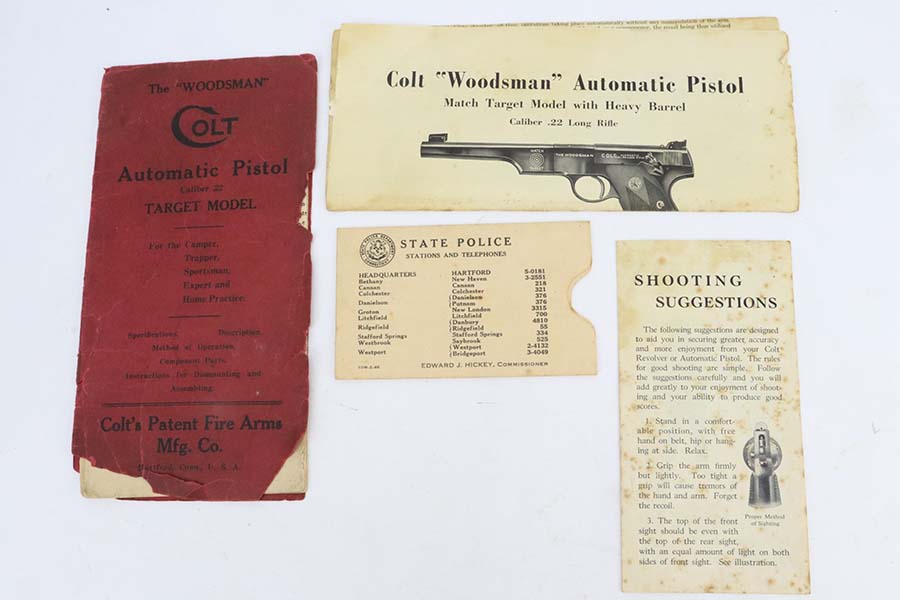 The "WOODSMAN"
COLT
Automatic Pistol
Caliber .22
TARGET MODEL
For the Camper,
Trapper,
Sportsman,
Expert and
Home Practice.
Specifications, Description,
Method of Operation,
Component Parts,
Instructions for Dismounting and
Assembling.
Colt's Patent Fire Arms
Mfg. Co.
Hartford, Conn., U. S. A.
Colt "Woodsman" Automatic Pistol
Match Target Model with Heavy Barrel
Caliber .22 Long Rifle
MATCH
TARGET
THE WOODSMAN
COLT
STATE POLICE
STATIONS AND TELEPHONES
HEADQUARTERS HARTFORD 5-0181
Bethany New Haven 3-2551
Canaan Canaan 218
Colchester Colchester 321
Danielson Danielson 376
Putnam 376
Groton New London 3315
Litchfield Litchfield 700
Danbury 4810
Ridgefield Ridgefield 55
Stafford Springs Stafford Springs 334
Westbrook Saybrook 525
Westport Westport 2-4132
Bridgeport 3-4049
EDWARD J. HICKEY, COMMISSIONER
SHOOTING
SUGGESTIONS
The following suggestions are designed
to aid you in securing greater accuracy
and more enjoyment from your Colt
Revolver or Automatic Pistol. The rules
for good shooting are simple. Follow
the suggestions carefully and you will
add greatly to your enjoyment of shoot-
ing and your ability to produce good
scores.
1. Stand in a comfort-
able position, with free
hand on belt, hip or hang-
ing at side. Relax.
2. Grip the arm firmly
but lightly. Too tight a
grip will cause tremors of
the hand and arm. Forget
the recoil.
3. The top of the front
sight should be even with
the top of the rear sight,
with an equal amount of light on both
sides of front sight. See illustration.
Proper Method
of Sighting